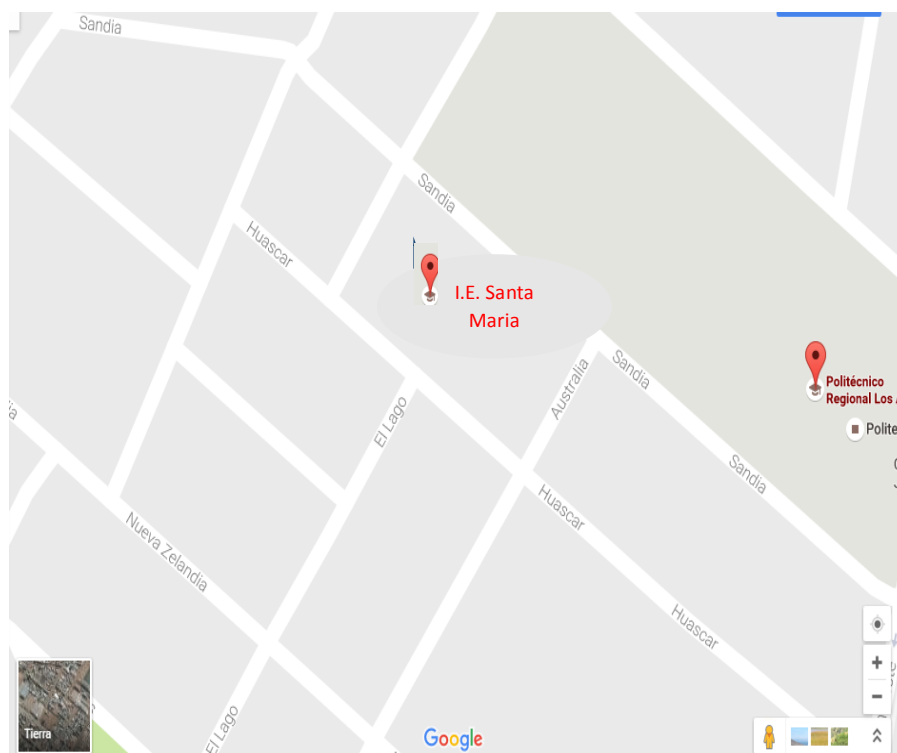 Sandia
Sandia
Huascar
I.E. Santa
Maria
Sandia
Politécnico
Regional Los
Australia
El Lago
Polite
Sandia
Huascar
Nueva Zelandia
Huascar
El Lago
Tierra
Google